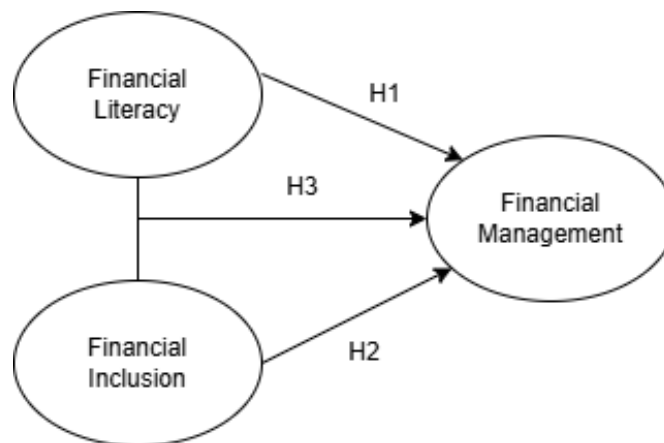 Financial
Literacy
H1
H3
Financial
Management
Financial
Inclusion
H2